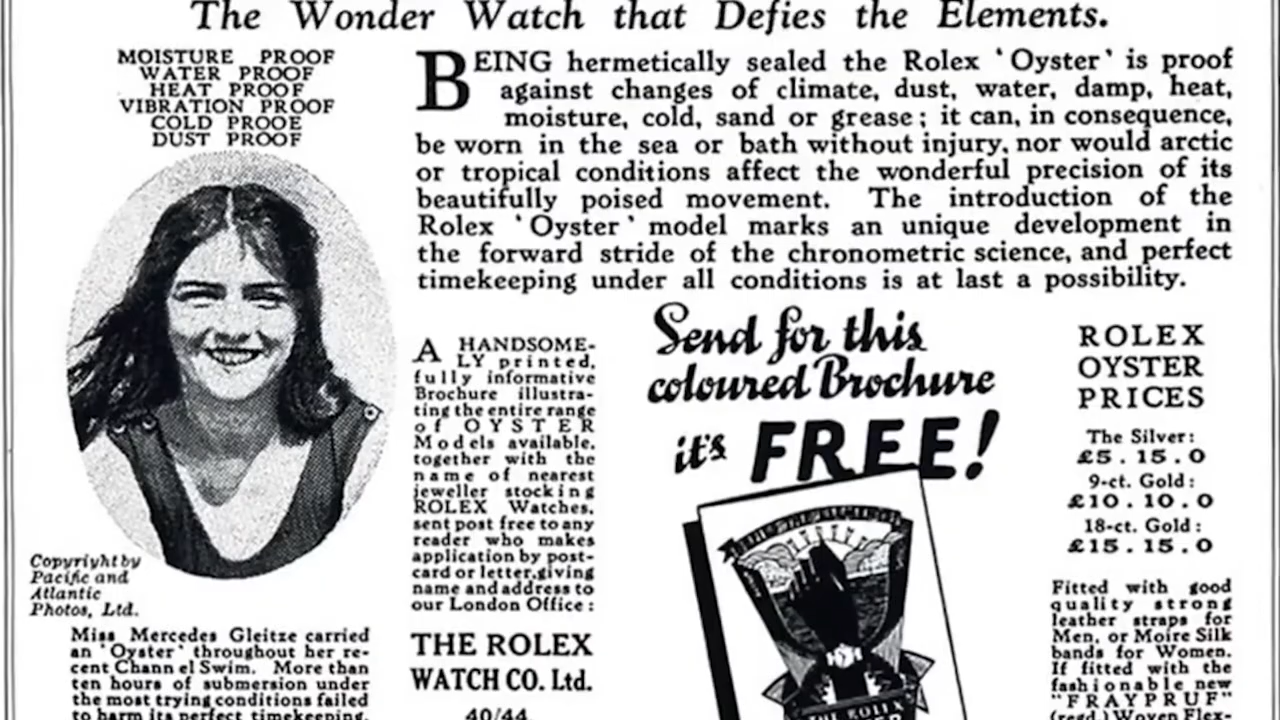 The Wonder Watch that Defies the Elements.
MOISTURE PROOF
WATER PROOF
HEAT PROOF
VIBRATION PROOF
COLD PROOE
DUST PROOF
BEING hermetically sealed the Rolex ‘Oyster’ is proof
against changes of climate, dust, water, damp, heat,
moisture, cold, sand or grease; it can, in consequence,
be worn in the sea or bath without injury, nor would arctic
or tropical conditions affect the wonderful precision of its
beautifully poised movement. The introduction of the
Rolex ‘Oyster’ model marks an unique development in
the forward stride of the chronometric science, and perfect
timekeeping under all conditions is at last a possibility.
Copyright by
Pacific and
Atlantic
Photos, Ltd.
Miss Mercedes Gleitze carried
an ‘Oyster’ throughout her re-
cent Chann el Swim. More than
ten hours of submersion under
the most trying conditions failed
to harm its perfect timekeeping.
A HANDSOME-
LY printed,
fully informative
Brochure illustra-
ting the entire range
of OYSTER
Models available,
together with the
name of nearest
jeweller stocking
ROLEX Watches,
sent post free to any
reader who makes
application by post-
card or letter,giving
name and address to
our London Office:
THE ROLEX
WATCH CO. Ltd.
40/44,
Send for this
coloured Brochure
it's FREE!
THE ROLEX
ROLEX
OYSTER
PRICES
The Silver:
£5.15.0
9-ct. Gold:
£10.10.0
18-ct. Gold:
£15.15.0
Fitted with good
quality strong
leather straps for
Men, or Moire Silk
bands for Women.
If fitted with the
fashionable new
"FRAYPRUF"
(regd.) Woven Flex-